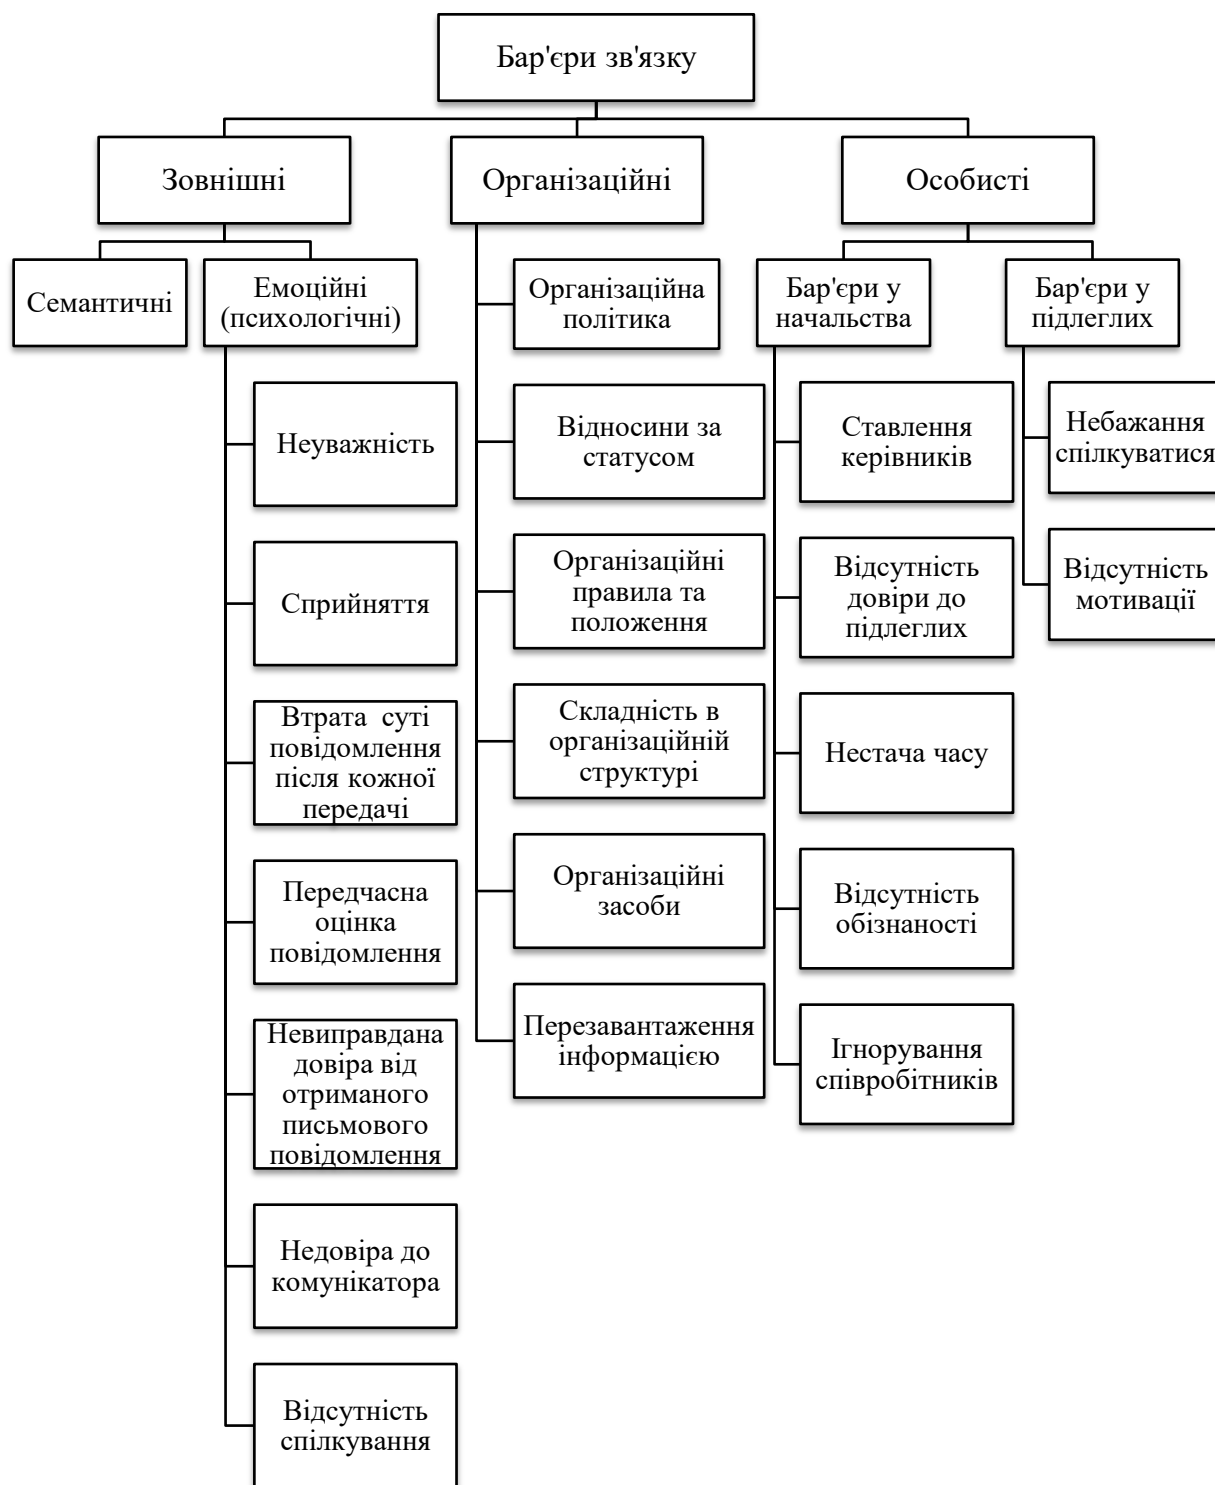 Бар'єри зв'язку
Зовнішні
Організаційні
Особисті
Семантичні
Емоційні
(психологічні)
Неуважність
Сприйняття
Втрата суті
повідомлення
після кожної
передачі
Передчасна
оцінка
повідомлення
Невиправдана
довіра від
отриманого
письмового
повідомлення
Недовіра до
комунікатора
Відсутність
спілкування
Організаційна
політика
Відносини за
статусом
Організаційні
правила та
положення
Складність в
організаційній
структурі
Організаційні
засоби
Перезавантаження
інформацією
Бар'єри у
начальства
Ставлення
керівників
Відсутність
довіри до
підлеглих
Нестача часу
Відсутність
обізнаності
Ігнорування
співробітників
Бар'єри у
підлеглих
Небажання
спілкуватися
Відсутність
мотивації